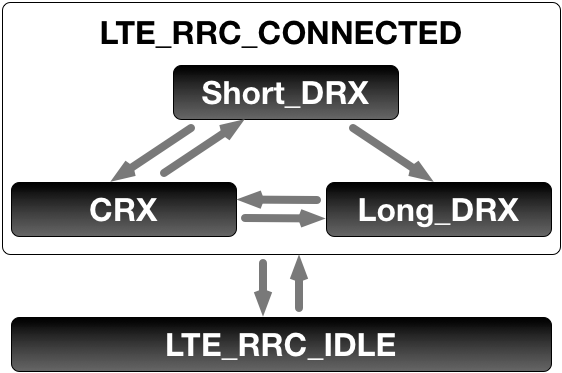 LTE_RRC_CONNECTED
Short_DRX
CRX
Long_DRX
LTE_RRC_IDLE